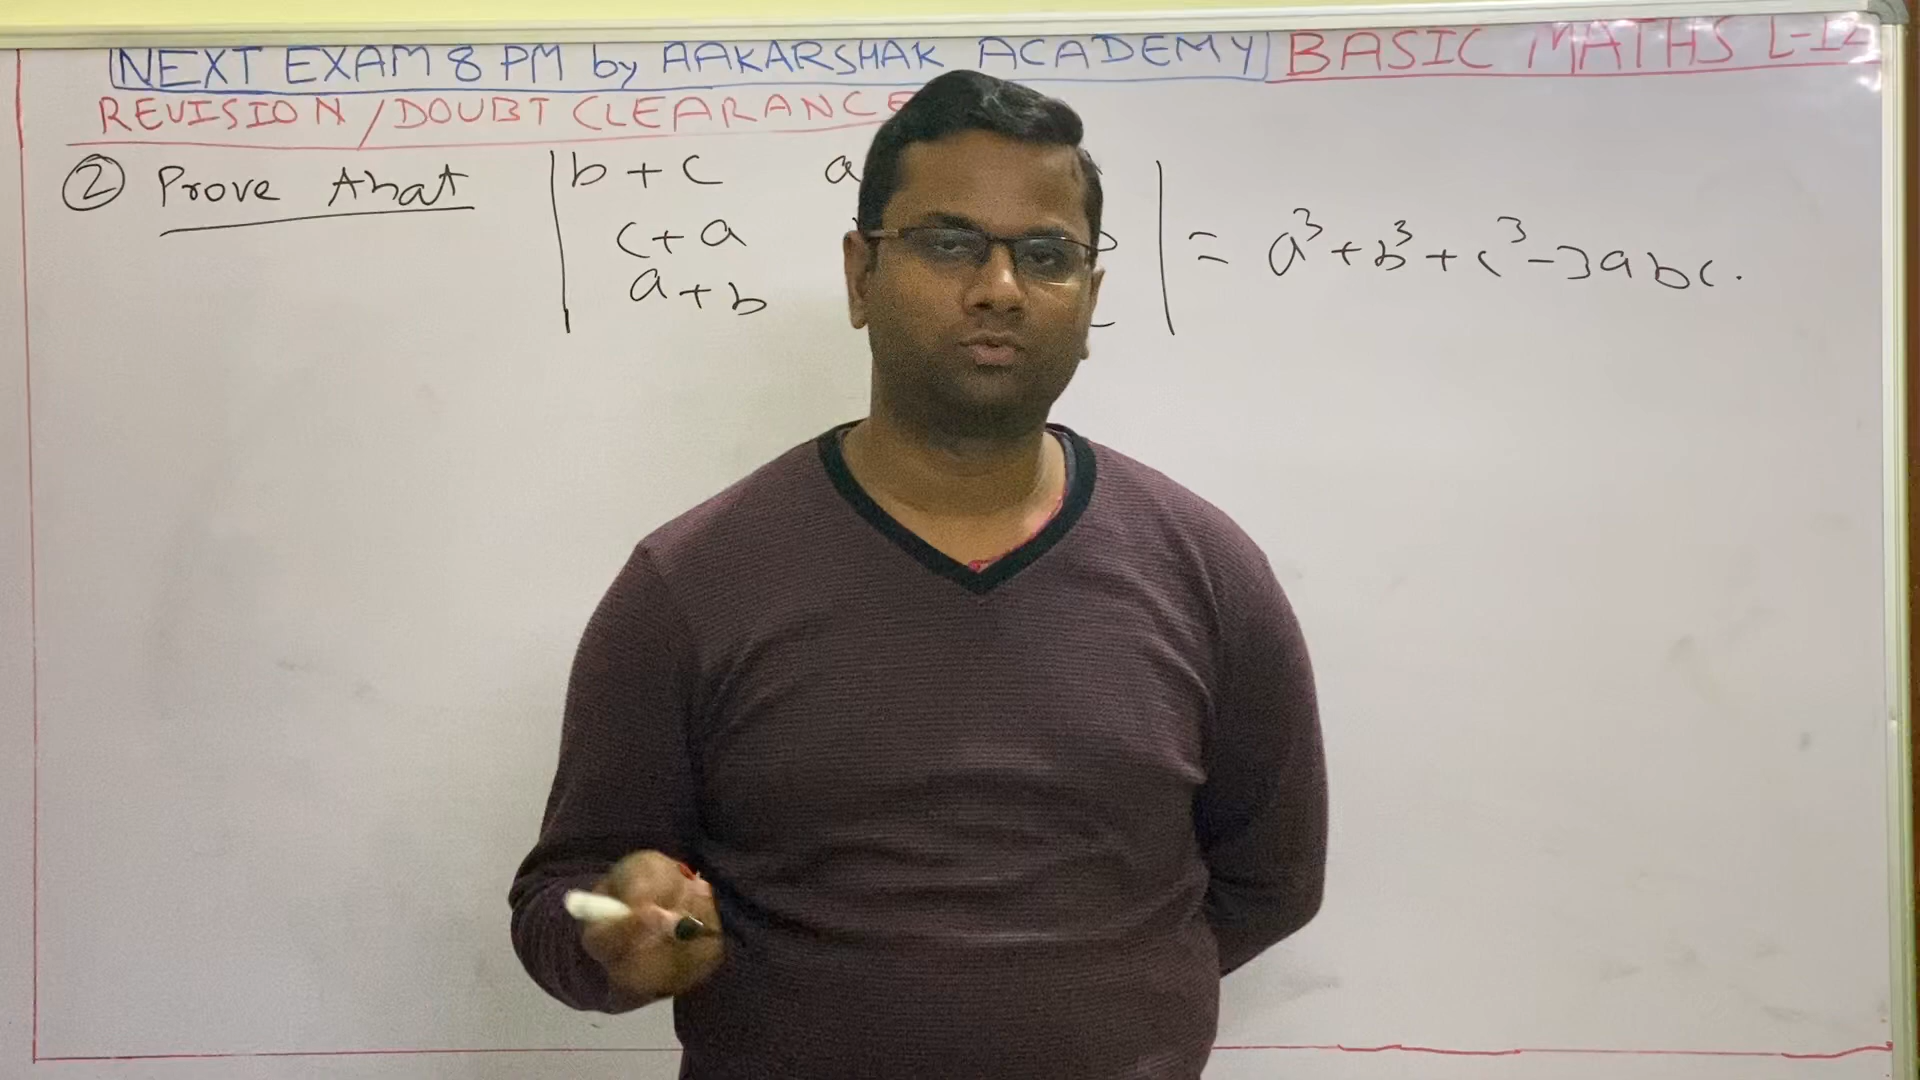 NEXT EXAM 8 PM by AAKARSHAK ACADEMY BASIC MATHS L-12
REVISION / DOUBT CLEARANCE
② Prove that | b + c a | = a³ + b³ + c³ - 3abc.
c + a
a + b